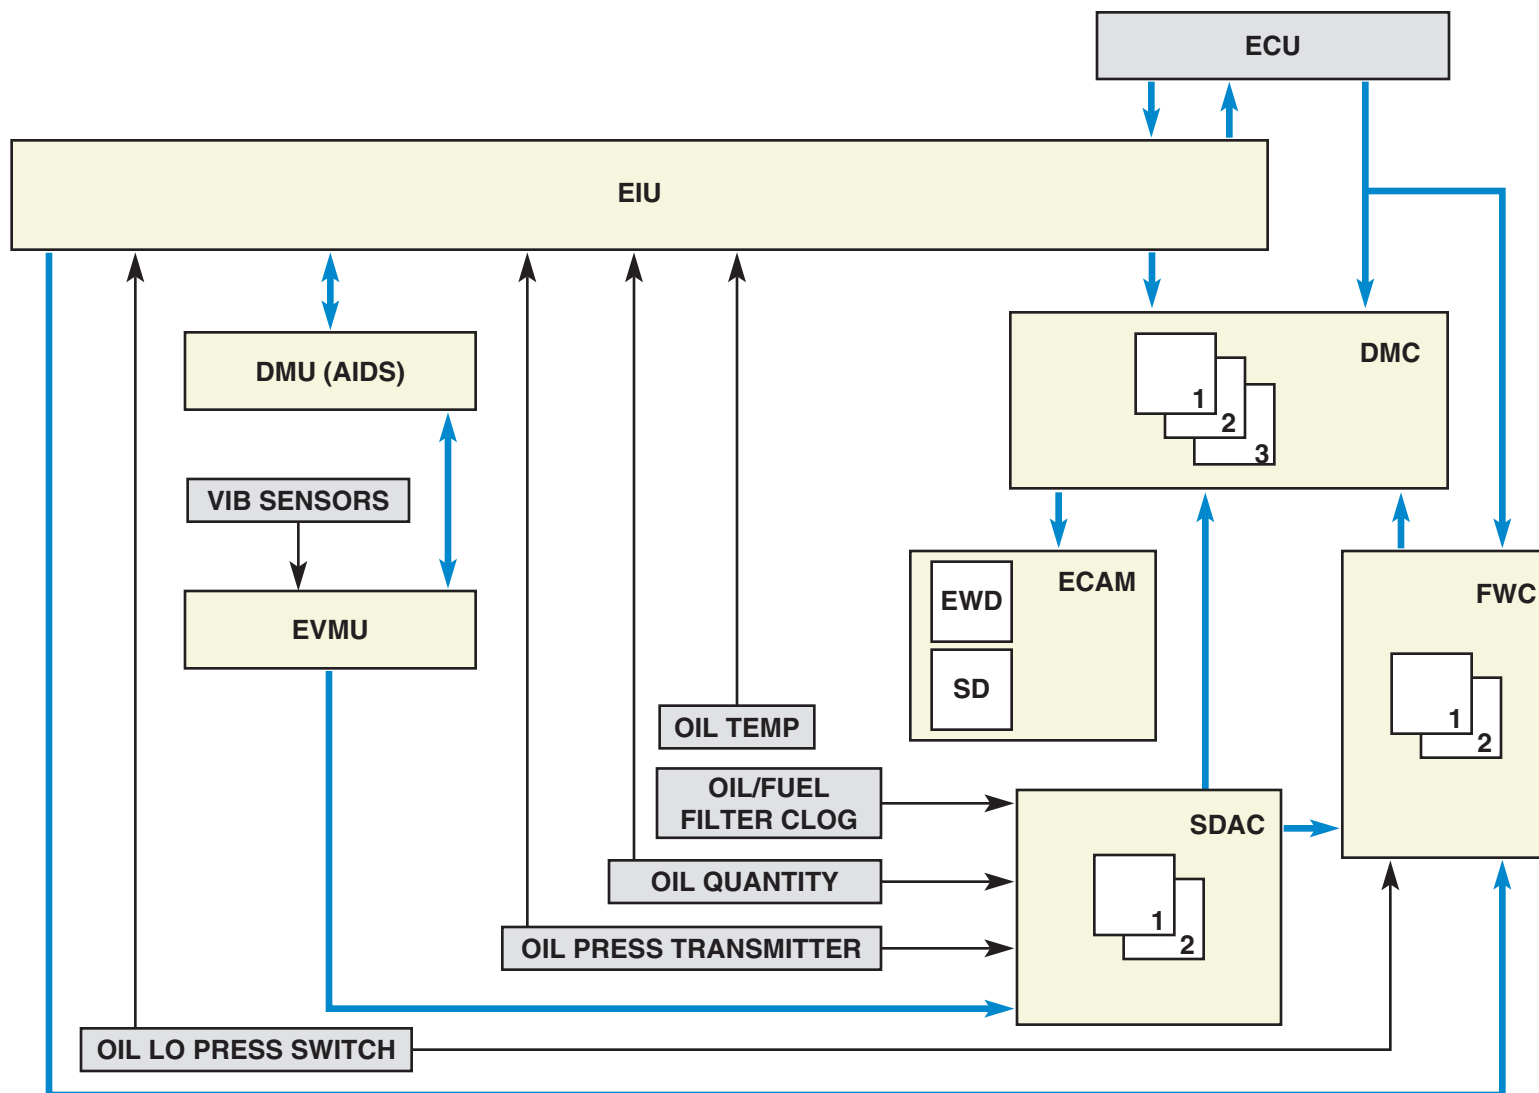 ECU
EIU
DMU (AIDS)
DMC
1
2
3
VIB SENSORS
EVMU
ECAM
EWD
SD
FWC
1
2
OIL TEMP
OIL/FUEL
FILTER CLOG
SDAC
OIL QUANTITY
1
2
OIL PRESS TRANSMITTER
OIL LO PRESS SWITCH